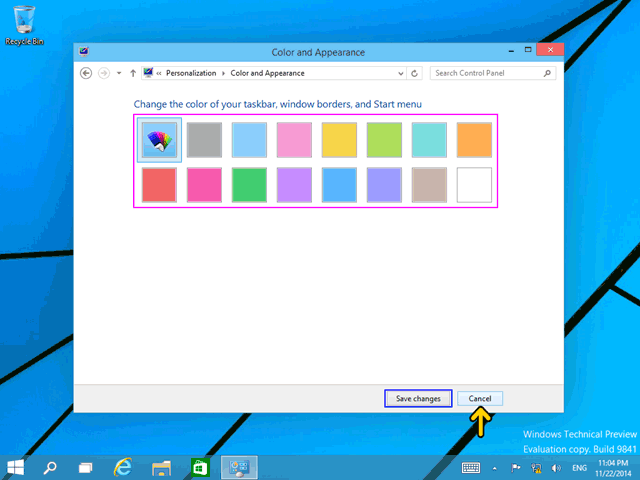 Recycle Bin
Color and Appearance
Personalization
Color and Appearance
Search Control Panel
Change the color of your taskbar, window borders, and Start menu
Save changes
Cancel
Windows Technical Preview
Evaluation copy. Build 9841
ENG
11:04 PM
11/22/2014